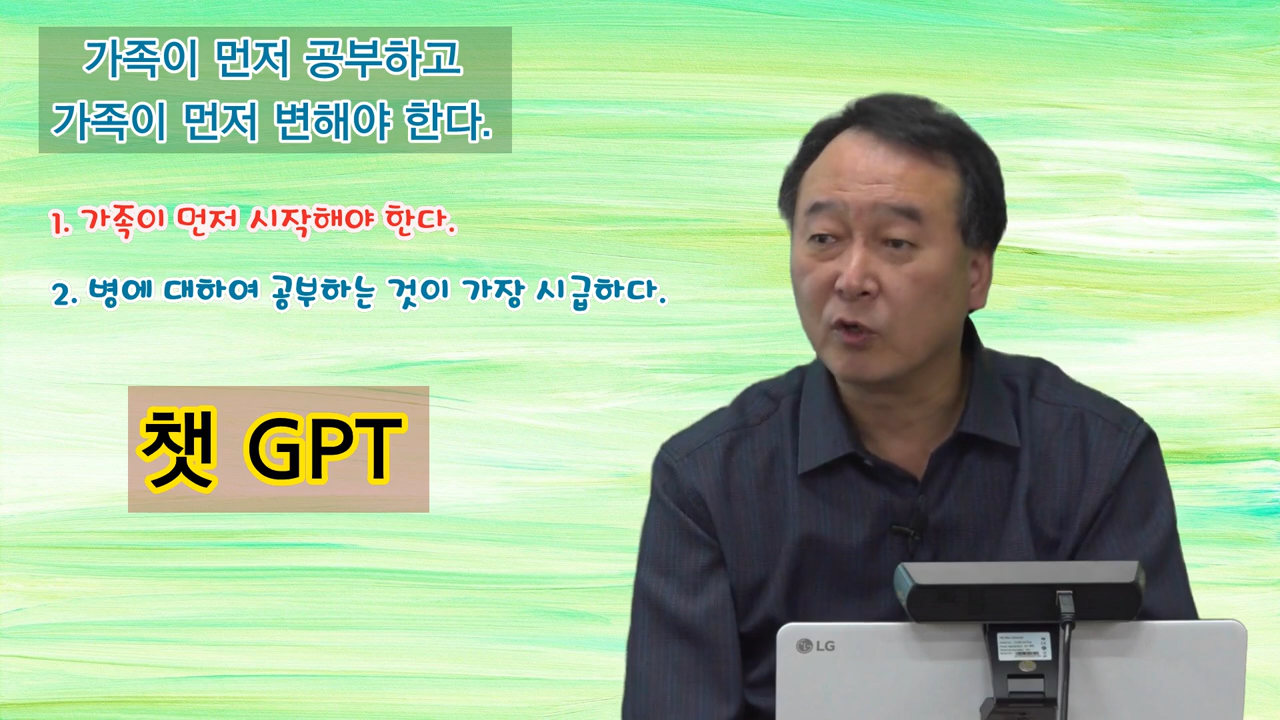 가족이 먼저 공부하고
가족이 먼저 변해야 한다.
1. 가족이 먼저 시작해야 한다.
2. 병에 대하여 공부하는 것이 가장 시급하다.
챗 GPT
LG